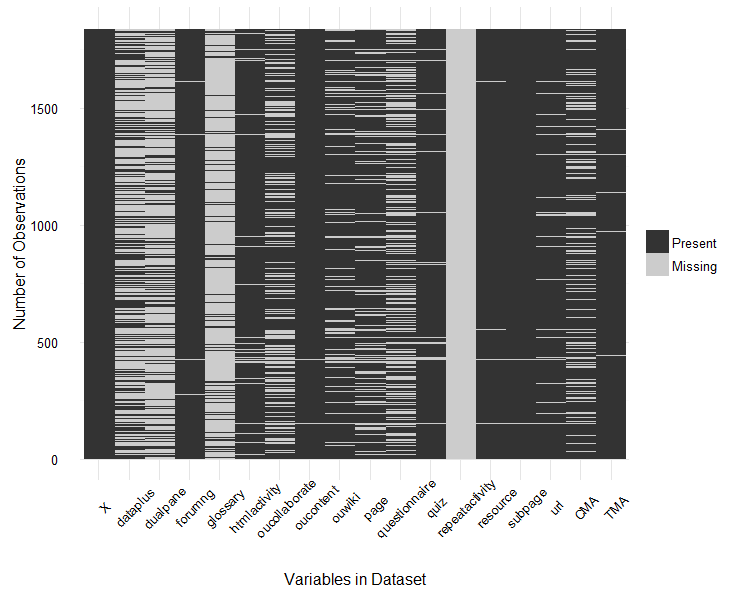 Number of Observations
1500
1000
500
0
Present
Missing
X
dataplus
dualpane
forumng
glossary
htmlactivity
oucollaborate
oucontent
ouwiki
page
questionnaire
quiz
repeatactivity
resource
subpage
url
CMA
TMA
Variables in Dataset